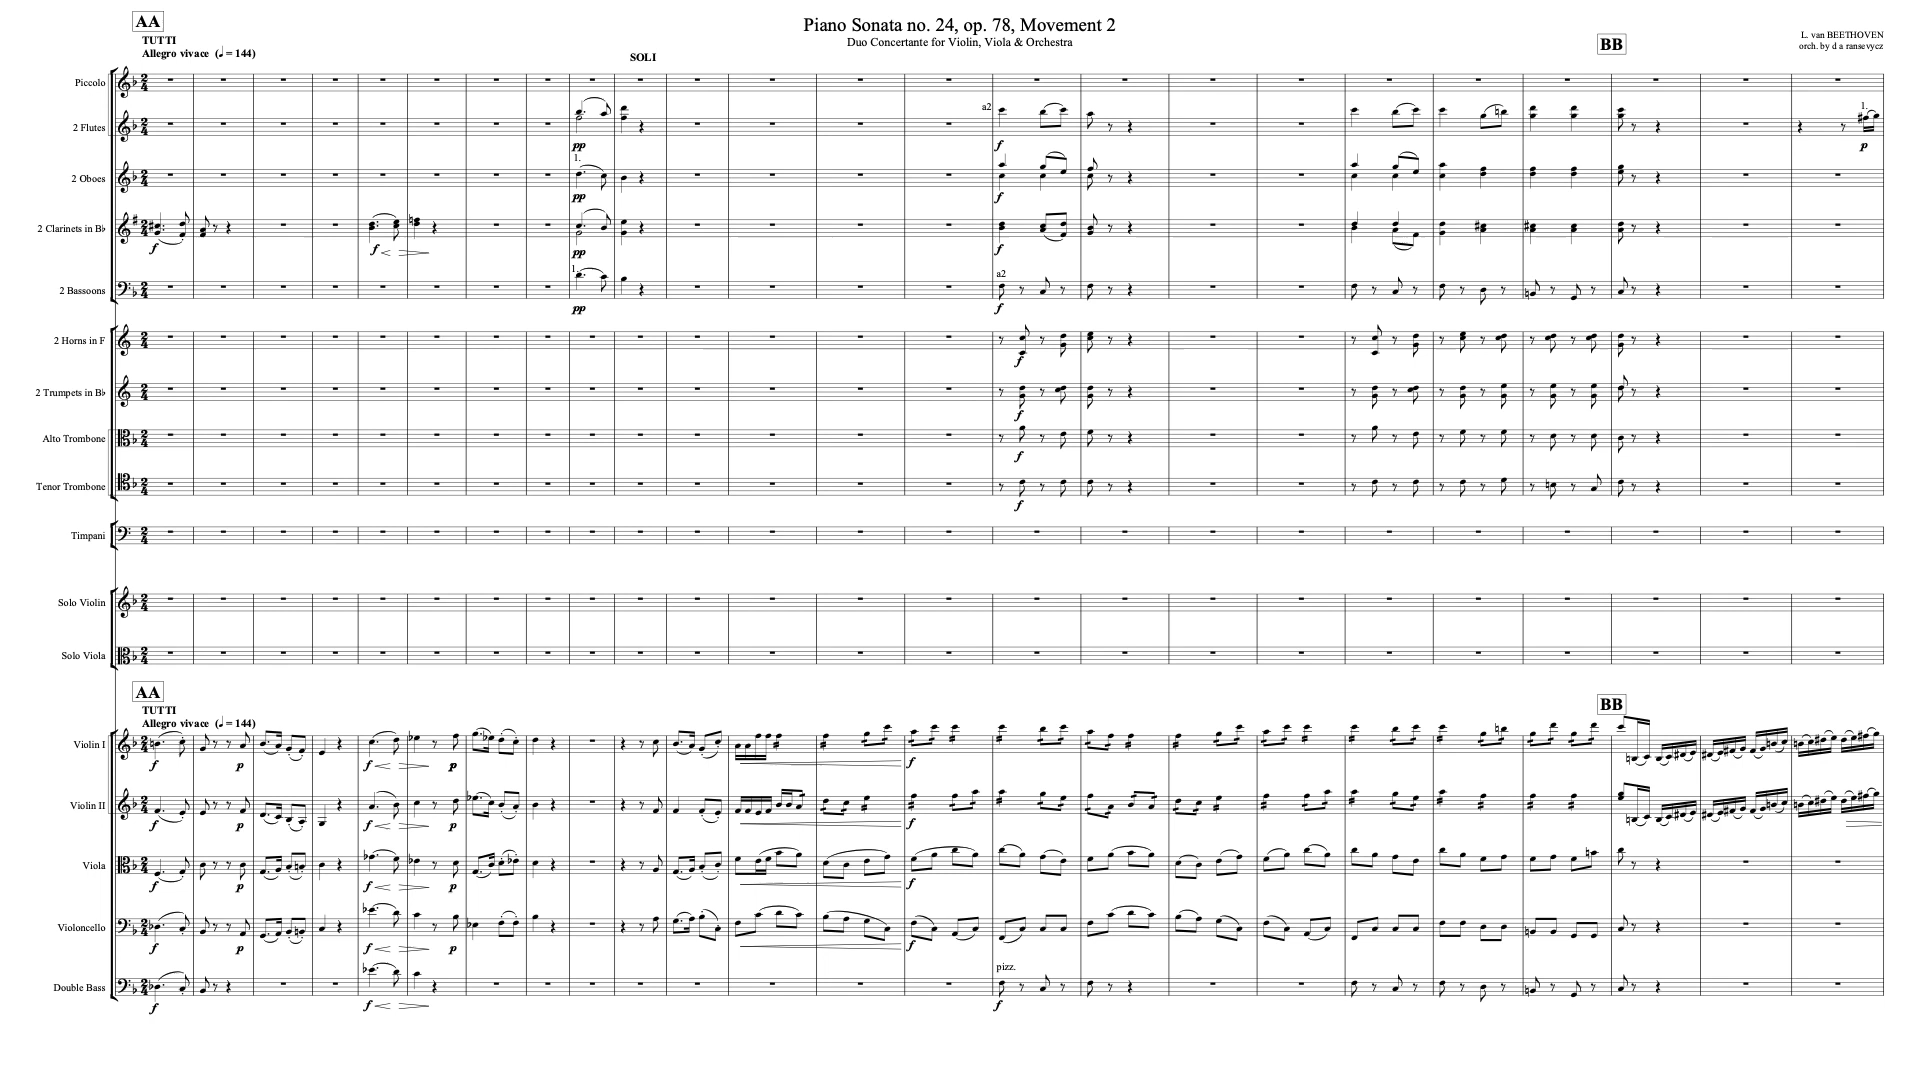 AA
TUTTI
Allegro vivace (♩ = 144)
Piano Sonata no. 24, op. 78, Movement 2
Duo Concertante for Violin, Viola & Orchestra
BB
L. van BEETHOVEN
orch. by d a ransevycz
SOLI
Piccolo
a2
1.
2 Flutes
pp
f
p
1.
2 Oboes
pp
f
2 Clarinets in B♭
f
f
pp
f
1.
a2
2 Bassoons
pp
f
2 Horns in F
f
2 Trumpets in B♭
f
Alto Trombone
f
Tenor Trombone
f
Timpani
Solo Violin
Solo Viola
AA
BB
TUTTI
Allegro vivace (♩ = 144)
Violin I
f
p
f
p
f
Violin II
f
p
f
p
f
Viola
f
p
f
p
f
Violoncello
f
p
f
p
f
pizz.
Double Bass
f
f
f